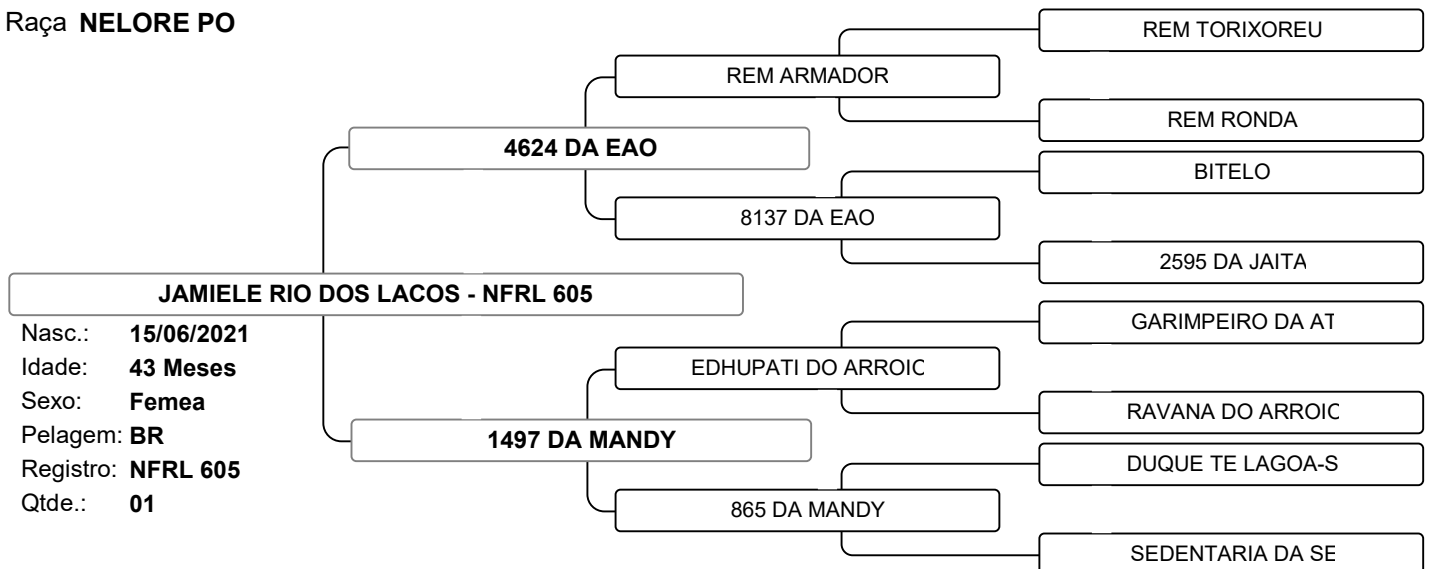 Raça NELORE PO
REM TORIXOREU
REM ARMADOR
REM RONDA
4624 DA EAO
BITELO
8137 DA EAO
2595 DA JAITA
JAMIELE RIO DOS LACOS - NFRL 605
GARIMPEIRO DA AT
Nasc.: 15/06/2021
Idade: 43 Meses
EDHUPATI DO ARROIC
Sexo: Femea
RAVANA DO ARROIC
Pelagem: BR
1497 DA MANDY
Registro: NFRL 605
DUQUE TE LAGOA-S
Qtde.: 01
865 DA MANDY
SEDENTARIA DA SE